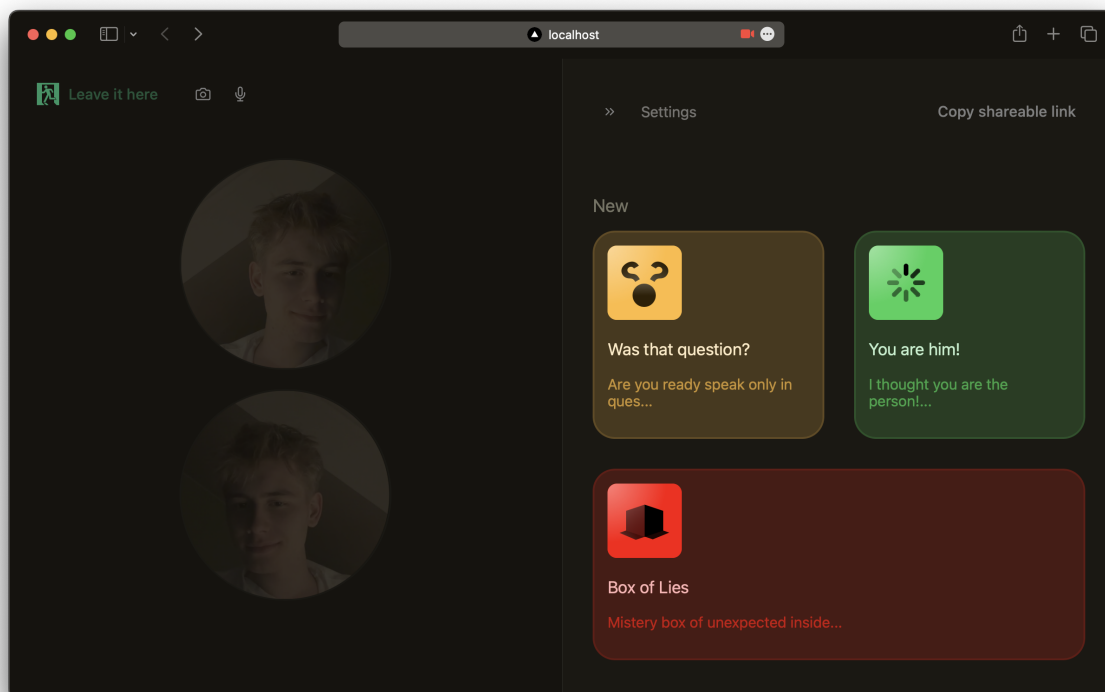 localhost
Leave it here
Settings
Copy shareable link
New
Was that question?
Are you ready speak only in
ques...
You are him!
I thought you are the
person!...
Box of Lies
Mistery box of unexpected inside...